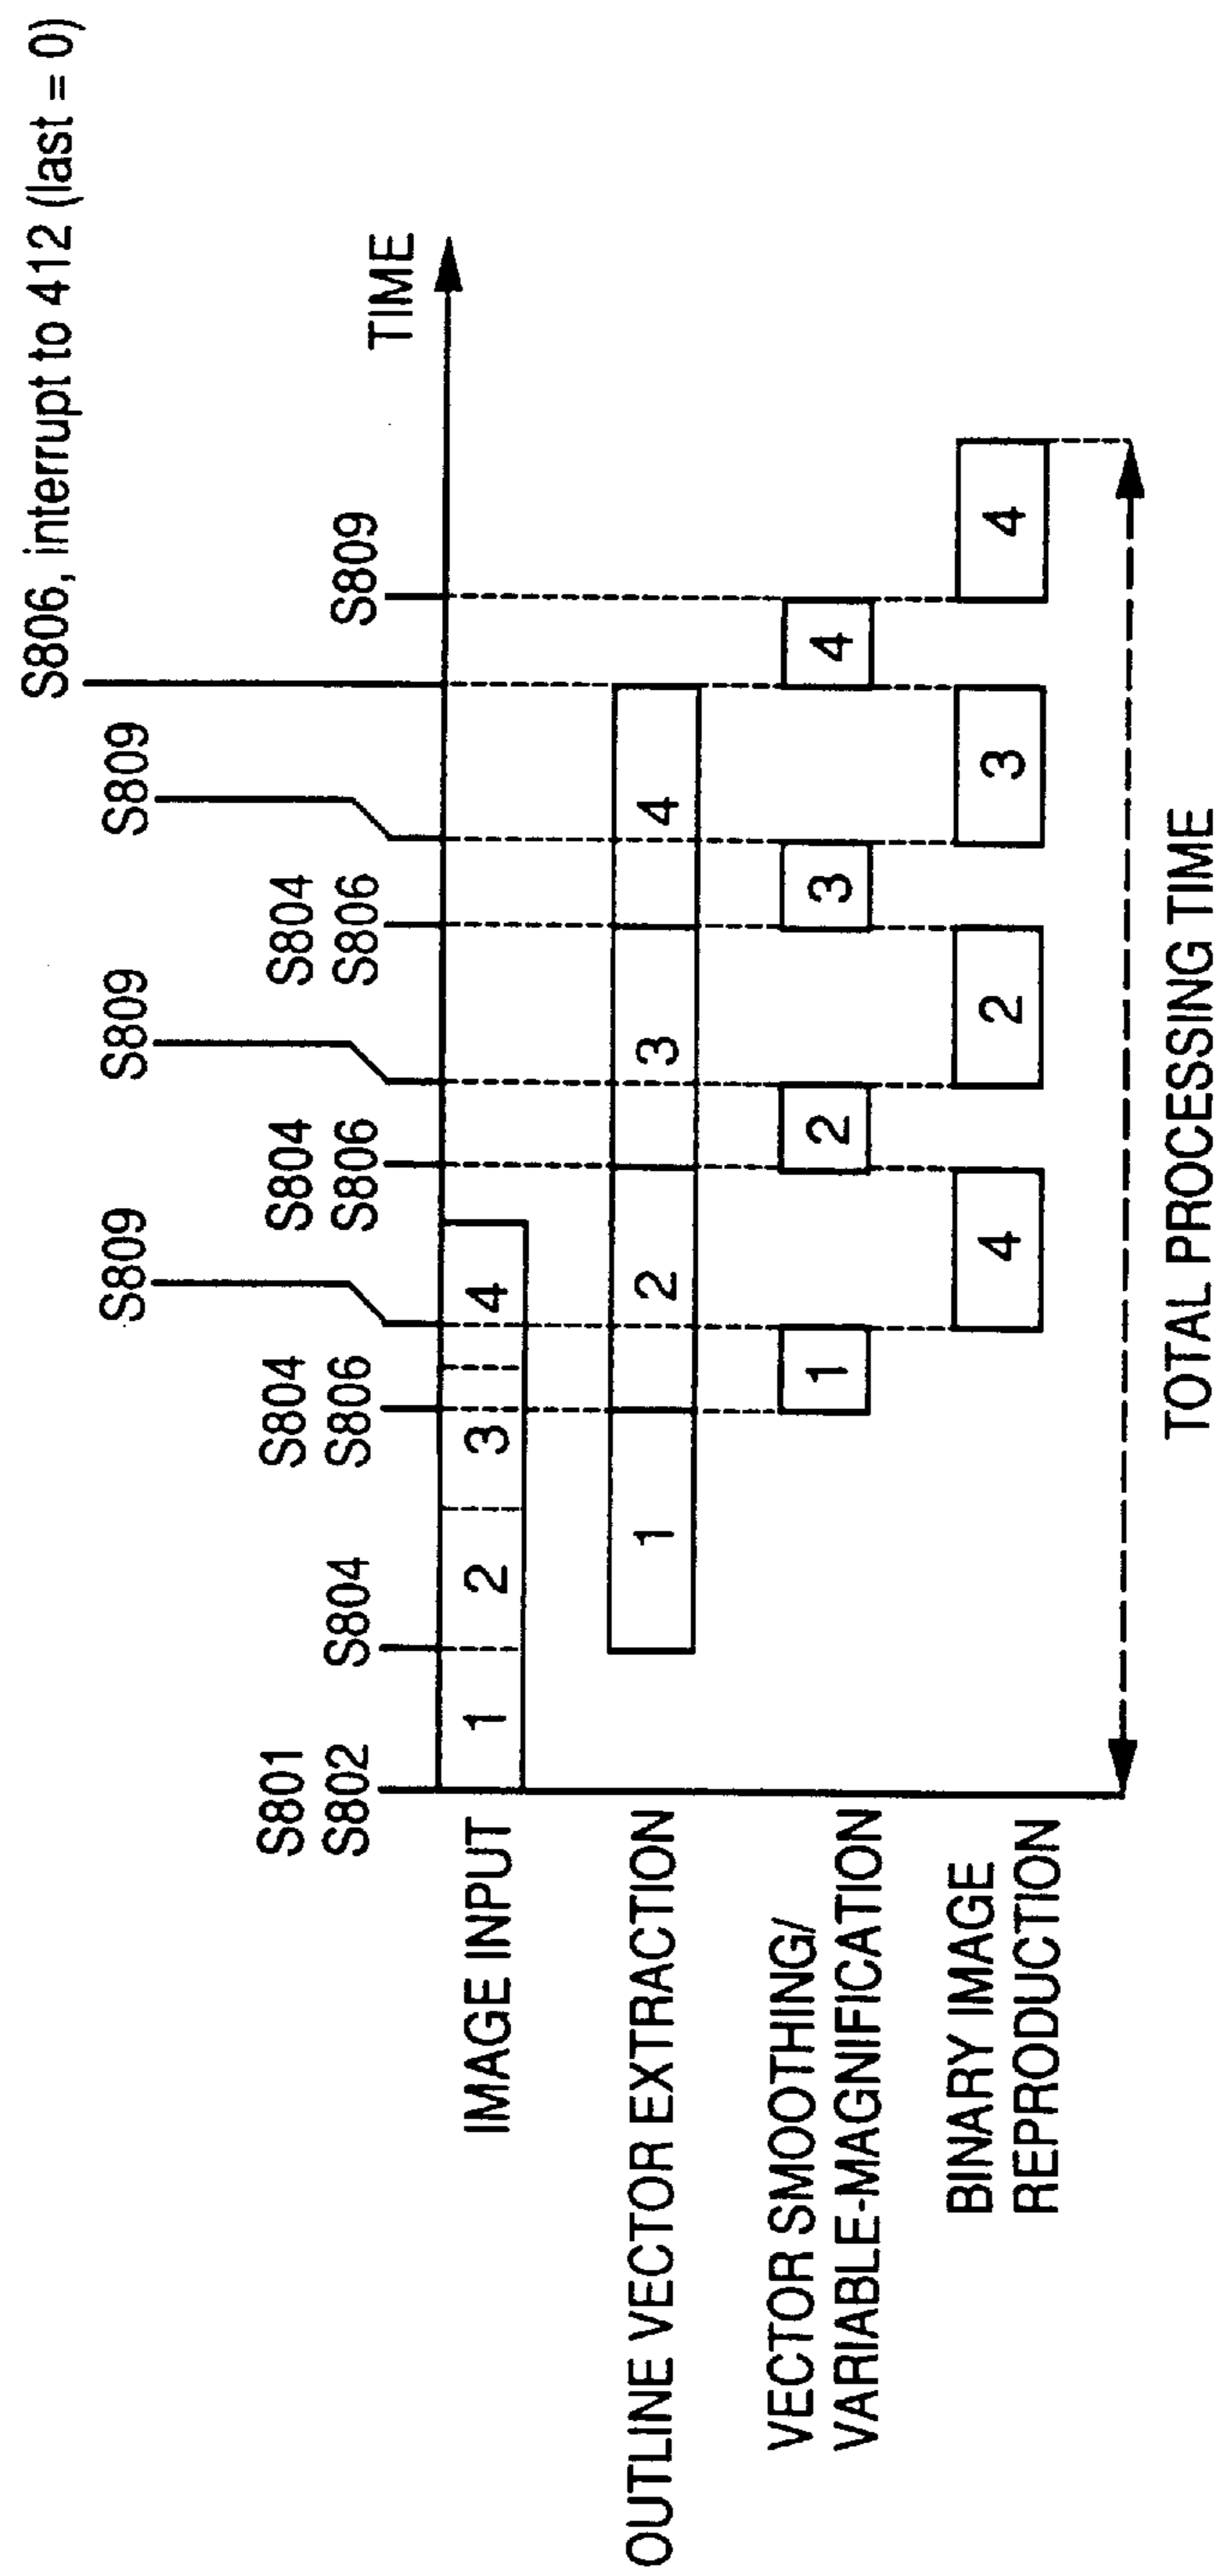 S806, interrupt to 412 (last = 0)
S809
S809
S809
S801
S802
S804
S804
S806
S804
S806
S804
S806
S809
TIME
IMAGE INPUT
1
2
3
4
OUTLINE VECTOR EXTRACTION
1
2
3
4
VECTOR SMOOTHING/
VARIABLE-MAGNIFICATION
1
2
3
4
BINARY IMAGE
REPRODUCTION
4
2
3
4
TOTAL PROCESSING TIME